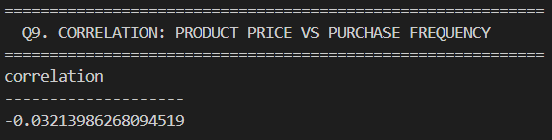 ============================================================
Q9. CORRELATION: PRODUCT PRICE VS PURCHASE FREQUENCY
============================================================
correlation
--------------------
-0.03213986268094519